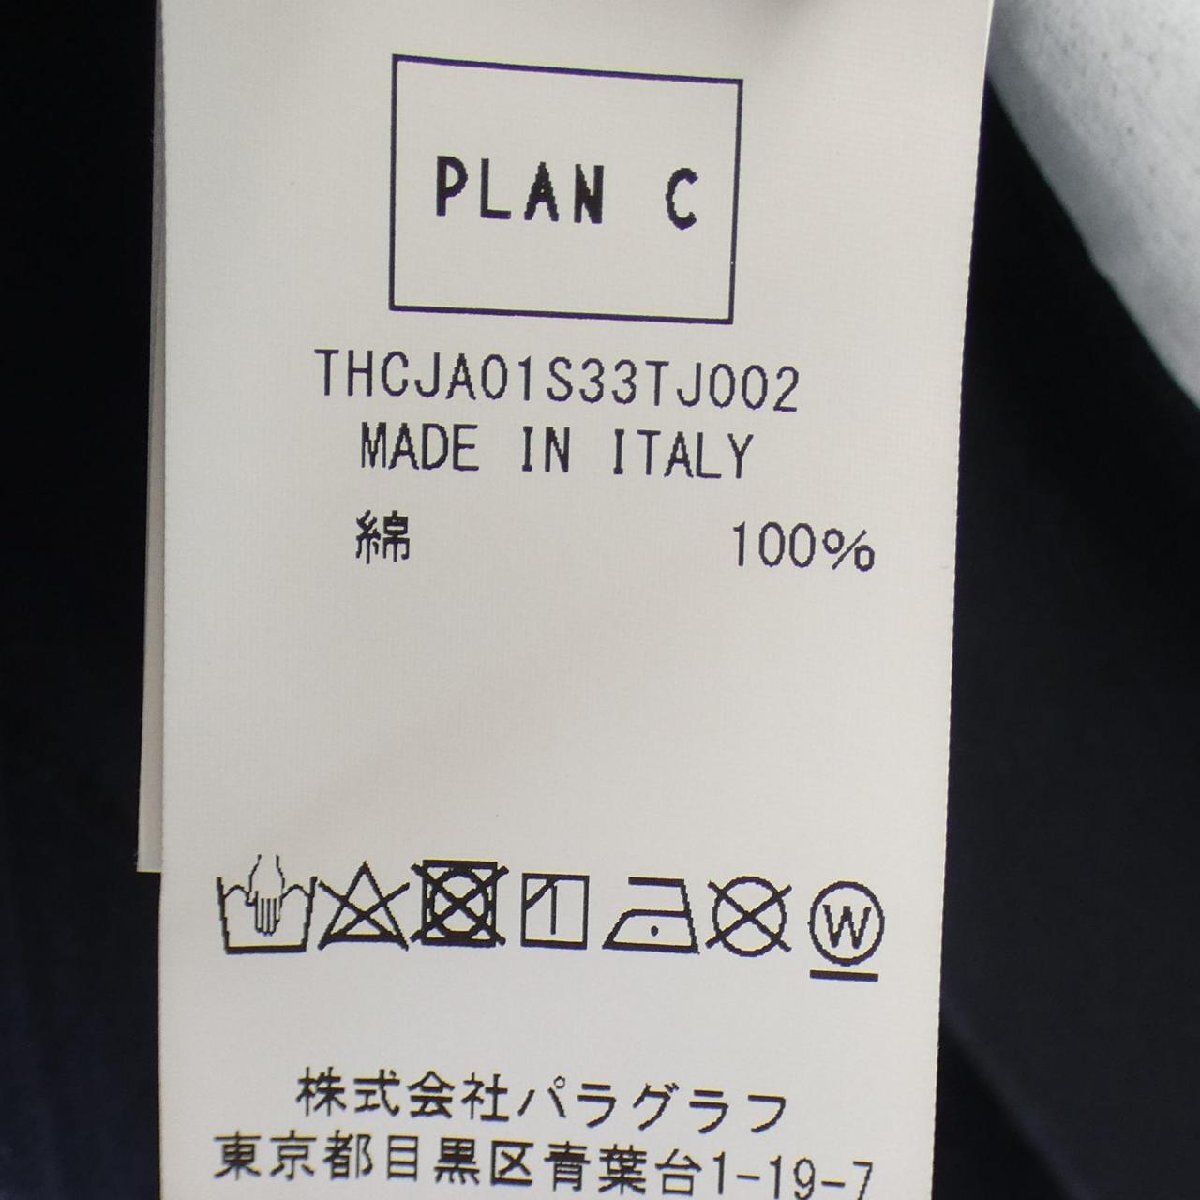 PLAN C
THCJA01S33TJ002
MADE IN ITALY
綿 100%
W
株式会社パラグラフ
東京都目黒区青葉台1-19-7